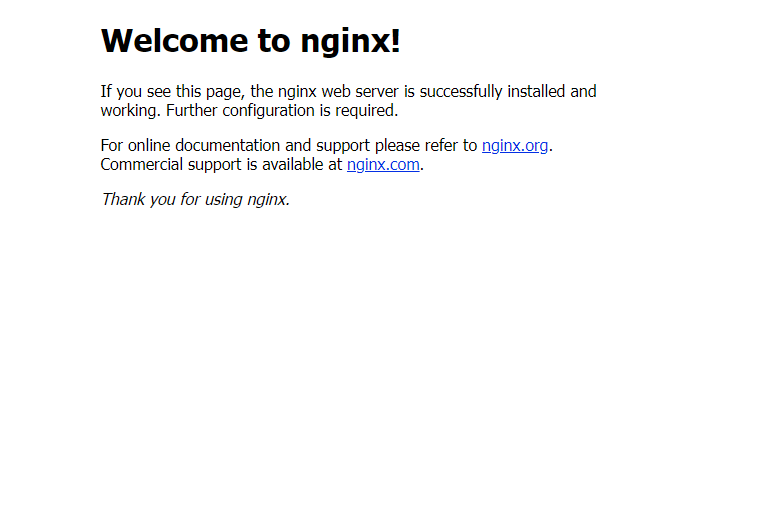 Welcome to nginx!
If you see this page, the nginx web server is successfully installed and
working. Further configuration is required.
For online documentation and support please refer to nginx.org.
Commercial support is available at nginx.com.
Thank you for using nginx.